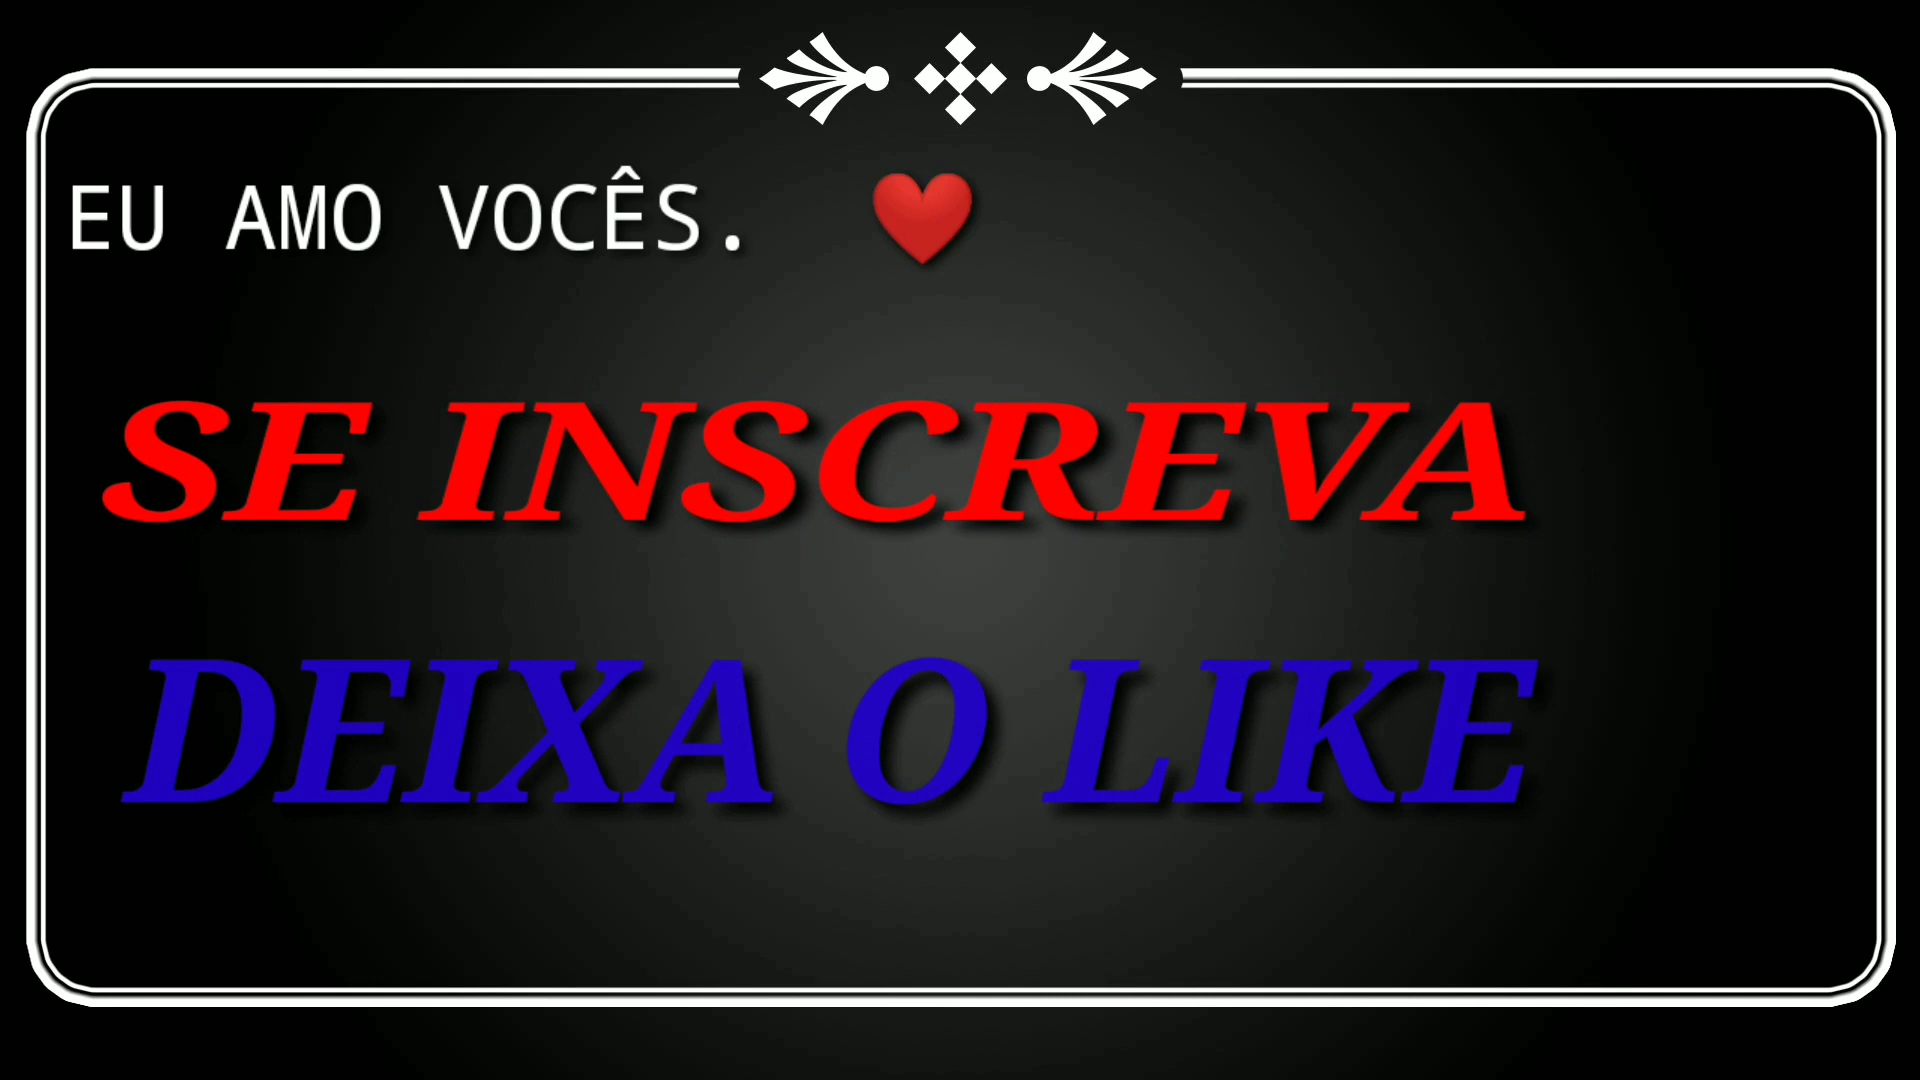 EU AMO VOCÊS. ❤️
SE INSCREVA
DEIXA O LIKE